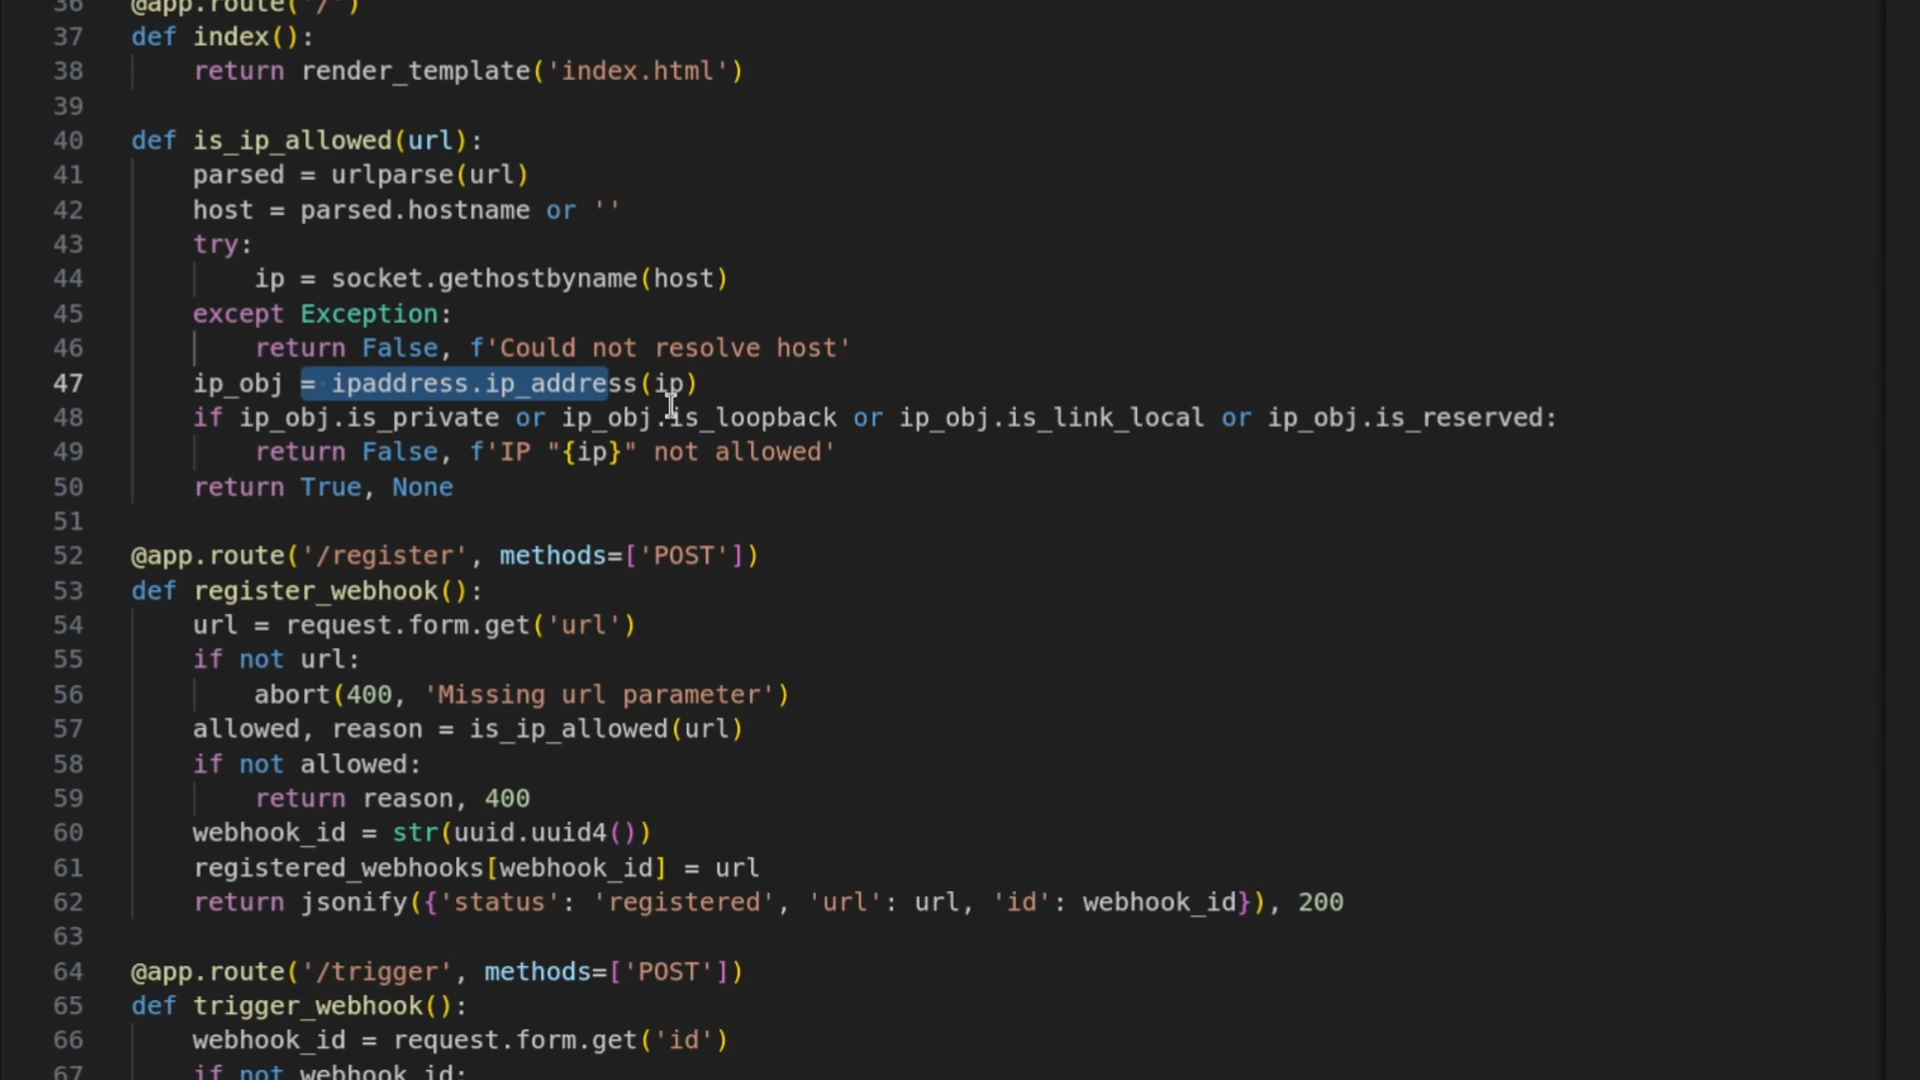 36 @app.route('/')
37 def index():
38     return render_template('index.html')
39
40 def is_ip_allowed(url):
41     parsed = urlparse(url)
42     host = parsed.hostname or ''
43     try:
44         ip = socket.gethostbyname(host)
45     except Exception:
46         return False, f'Could not resolve host'
47     ip_obj = ipaddress.ip_address(ip)
48     if ip_obj.is_private or ip_obj.is_loopback or ip_obj.is_link_local or ip_obj.is_reserved:
49         return False, f'IP "{ip}" not allowed'
50     return True, None
51
52 @app.route('/register', methods=['POST'])
53 def register_webhook():
54     url = request.form.get('url')
55     if not url:
56         abort(400, 'Missing url parameter')
57     allowed, reason = is_ip_allowed(url)
58     if not allowed:
59         return reason, 400
60     webhook_id = str(uuid.uuid4())
61     registered_webhooks[webhook_id] = url
62     return jsonify({'status': 'registered', 'url': url, 'id': webhook_id}), 200
63
64 @app.route('/trigger', methods=['POST'])
65 def trigger_webhook():
66     webhook_id = request.form.get('id')
67     if not webhook_id: